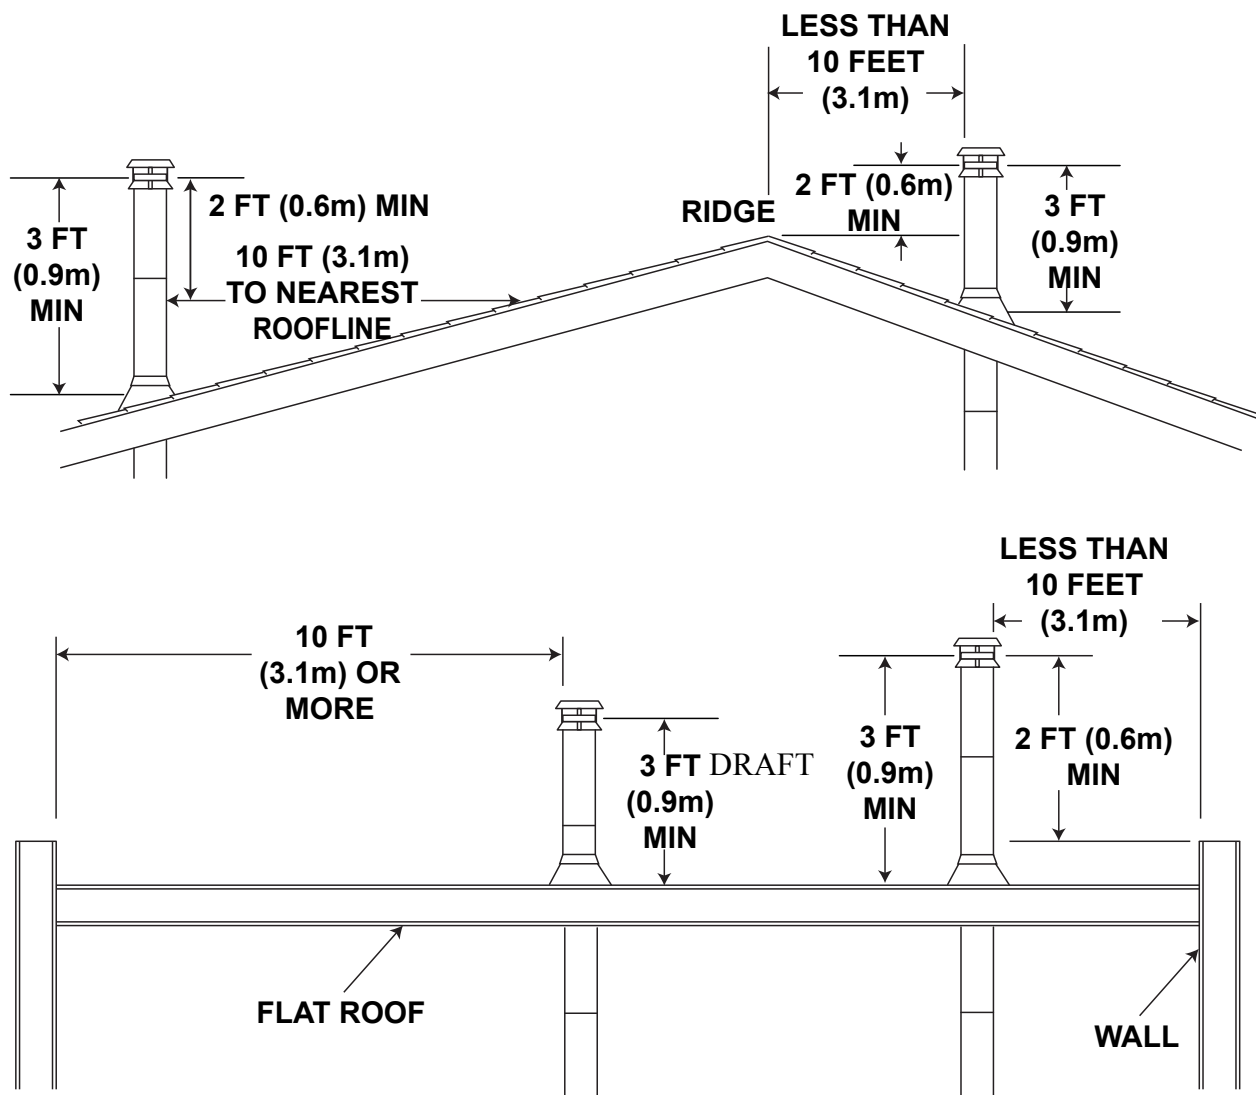 LESS THAN
10 FEET
(3.1m)
2 FT (0.6m) MIN
3 FT
(0.9m)
MIN
10 FT (3.1m)
TO NEAREST
ROOFLINE
RIDGE
2 FT (0.6m)
MIN
3 FT
(0.9m)
MIN
LESS THAN
10 FEET
(3.1m)
10 FT
(3.1m) OR
MORE
3 FT DRAFT
(0.9m)
MIN
3 FT
(0.9m)
MIN
2 FT (0.6m)
MIN
FLAT ROOF
WALL